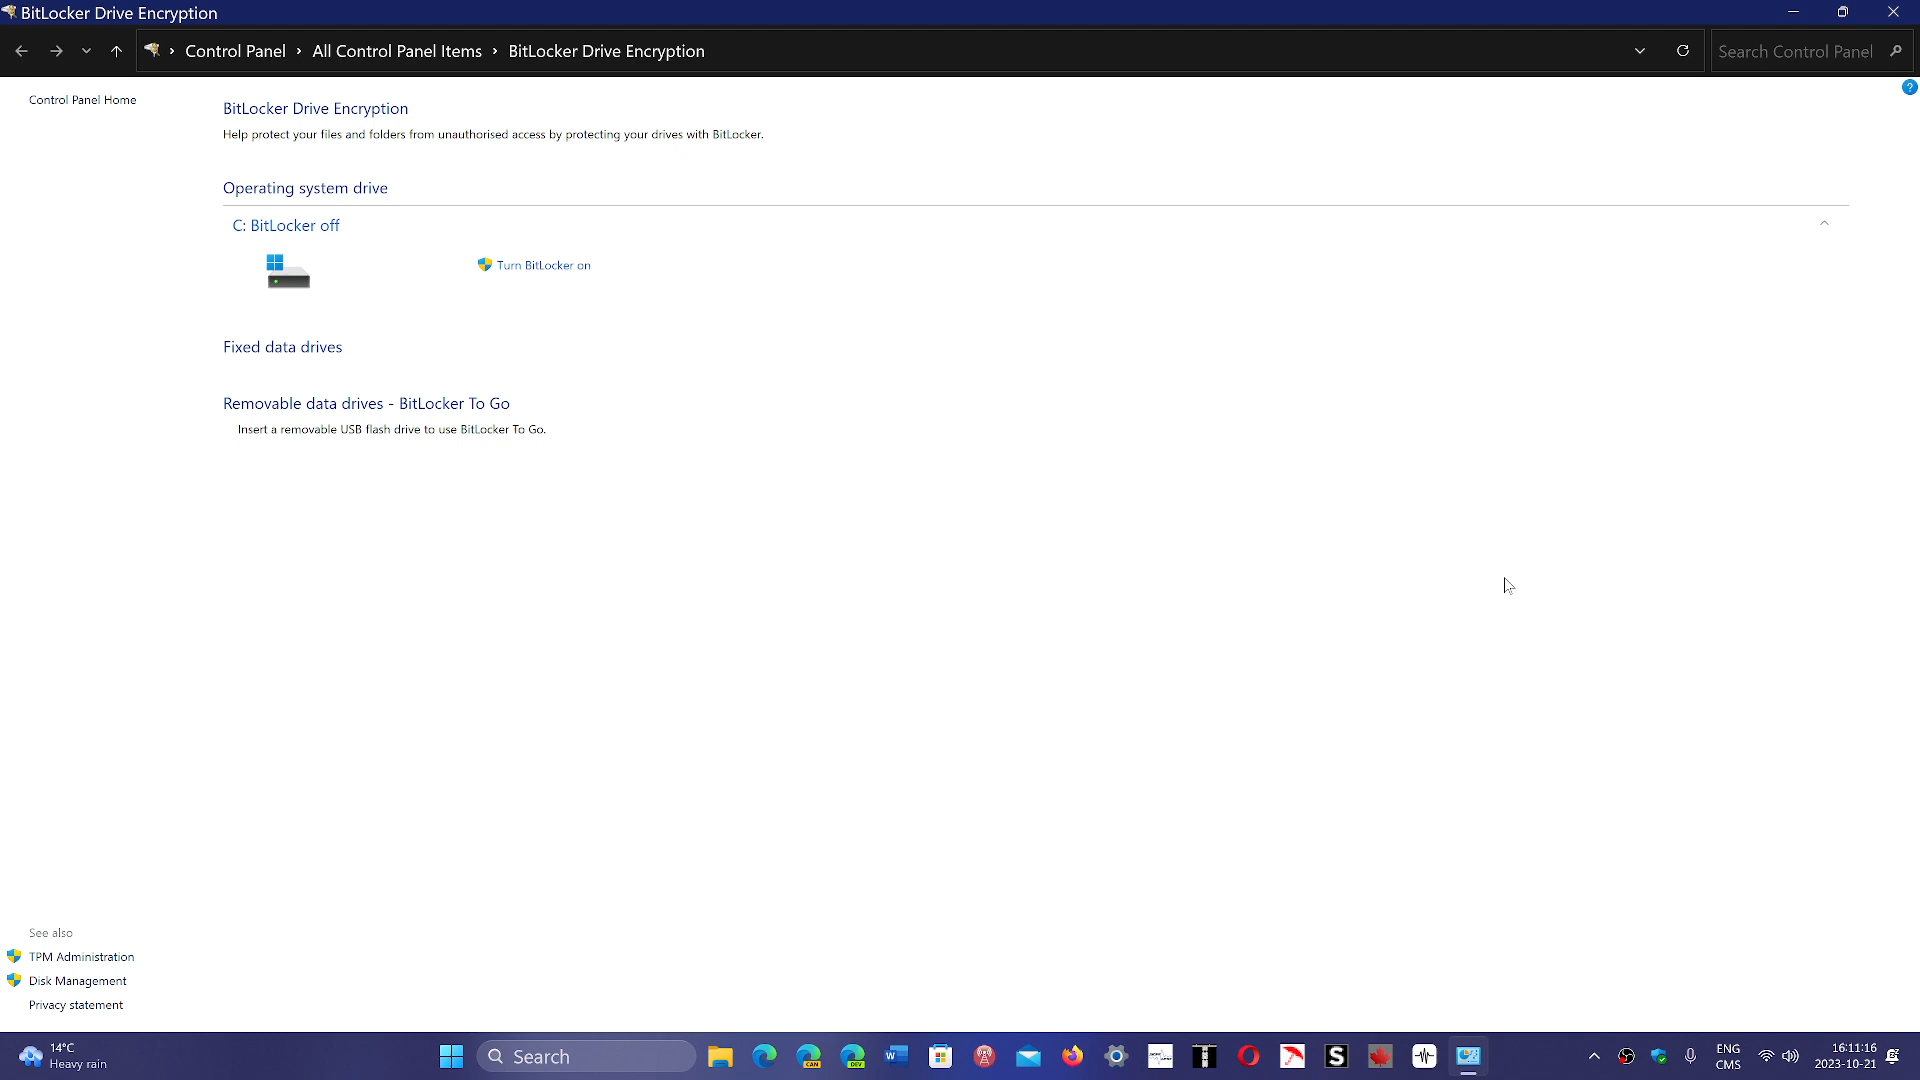 BitLocker Drive Encryption
Control Panel › All Control Panel Items › BitLocker Drive Encryption
Search Control Panel
Control Panel Home
?
BitLocker Drive Encryption
Help protect your files and folders from unauthorised access by protecting your drives with BitLocker.
Operating system drive
C: BitLocker off
Turn BitLocker on
Fixed data drives
Removable data drives - BitLocker To Go
Insert a removable USB flash drive to use BitLocker To Go.
See also
TPM Administration
Disk Management
Privacy statement
14°C
Heavy rain
Search
CAN
DEV
W
S
ENG
CMS
16:11:16
2023-10-21